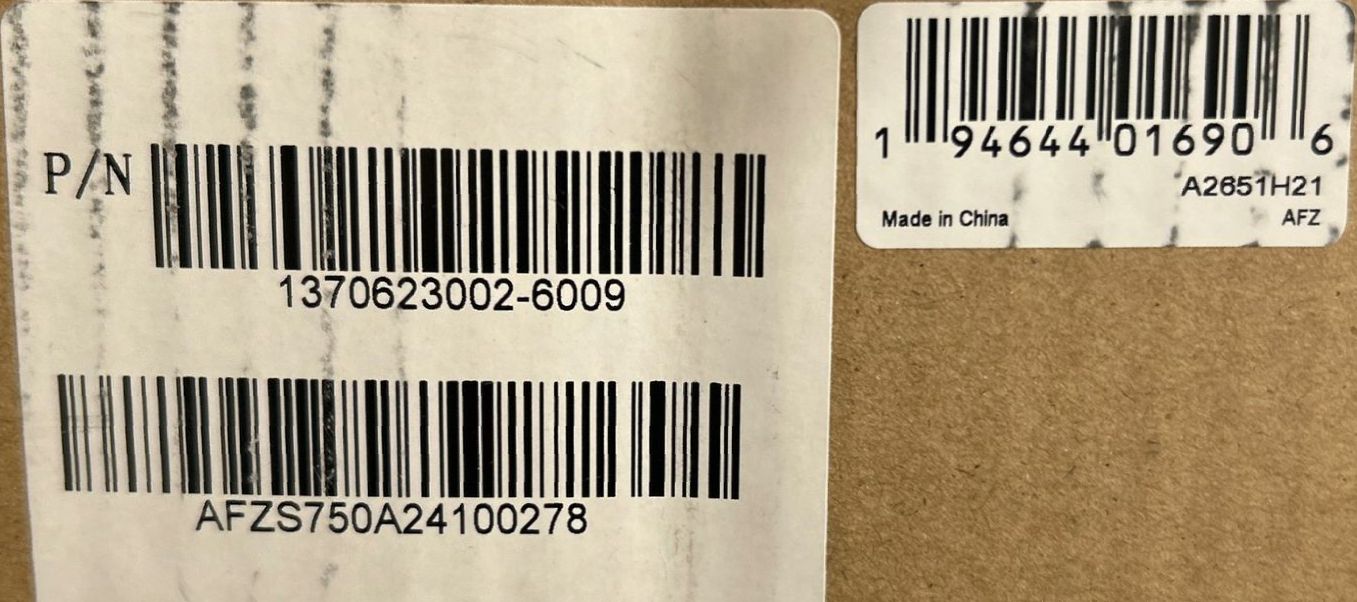 P/N
1370623002-6009
AFZS750A24100278
1 94644 01690 6
A2651H21
Made in China
AFZ